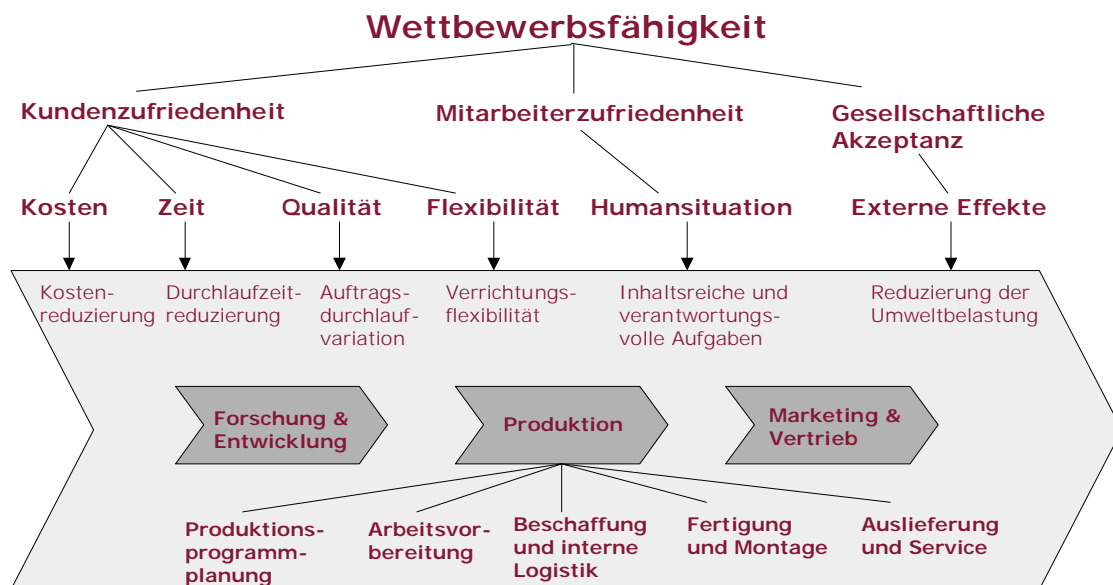 Wettbewerbsfähigkeit
Kundenzufriedenheit
Mitarbeiterzufriedenheit
Gesellschaftliche
Akzeptanz
Kosten
Zeit
Qualität
Flexibilität
Humansituation
Externe Effekte
Kosten-
reduzierung
Durchlaufzeit-
reduzierung
Auftrags-
durchlauf-
variation
Verrichtungs-
flexibilität
Inhaltsreiche und
verantwortungs-
volle Aufgaben
Reduzierung der
Umweltbelastung
Forschung &
Entwicklung
Produktion
Marketing &
Vertrieb
Produktions-
programm-
planung
Arbeitsvor-
bereitung
Beschaffung
und interne
Logistik
Fertigung
und Montage
Auslieferung
und Service